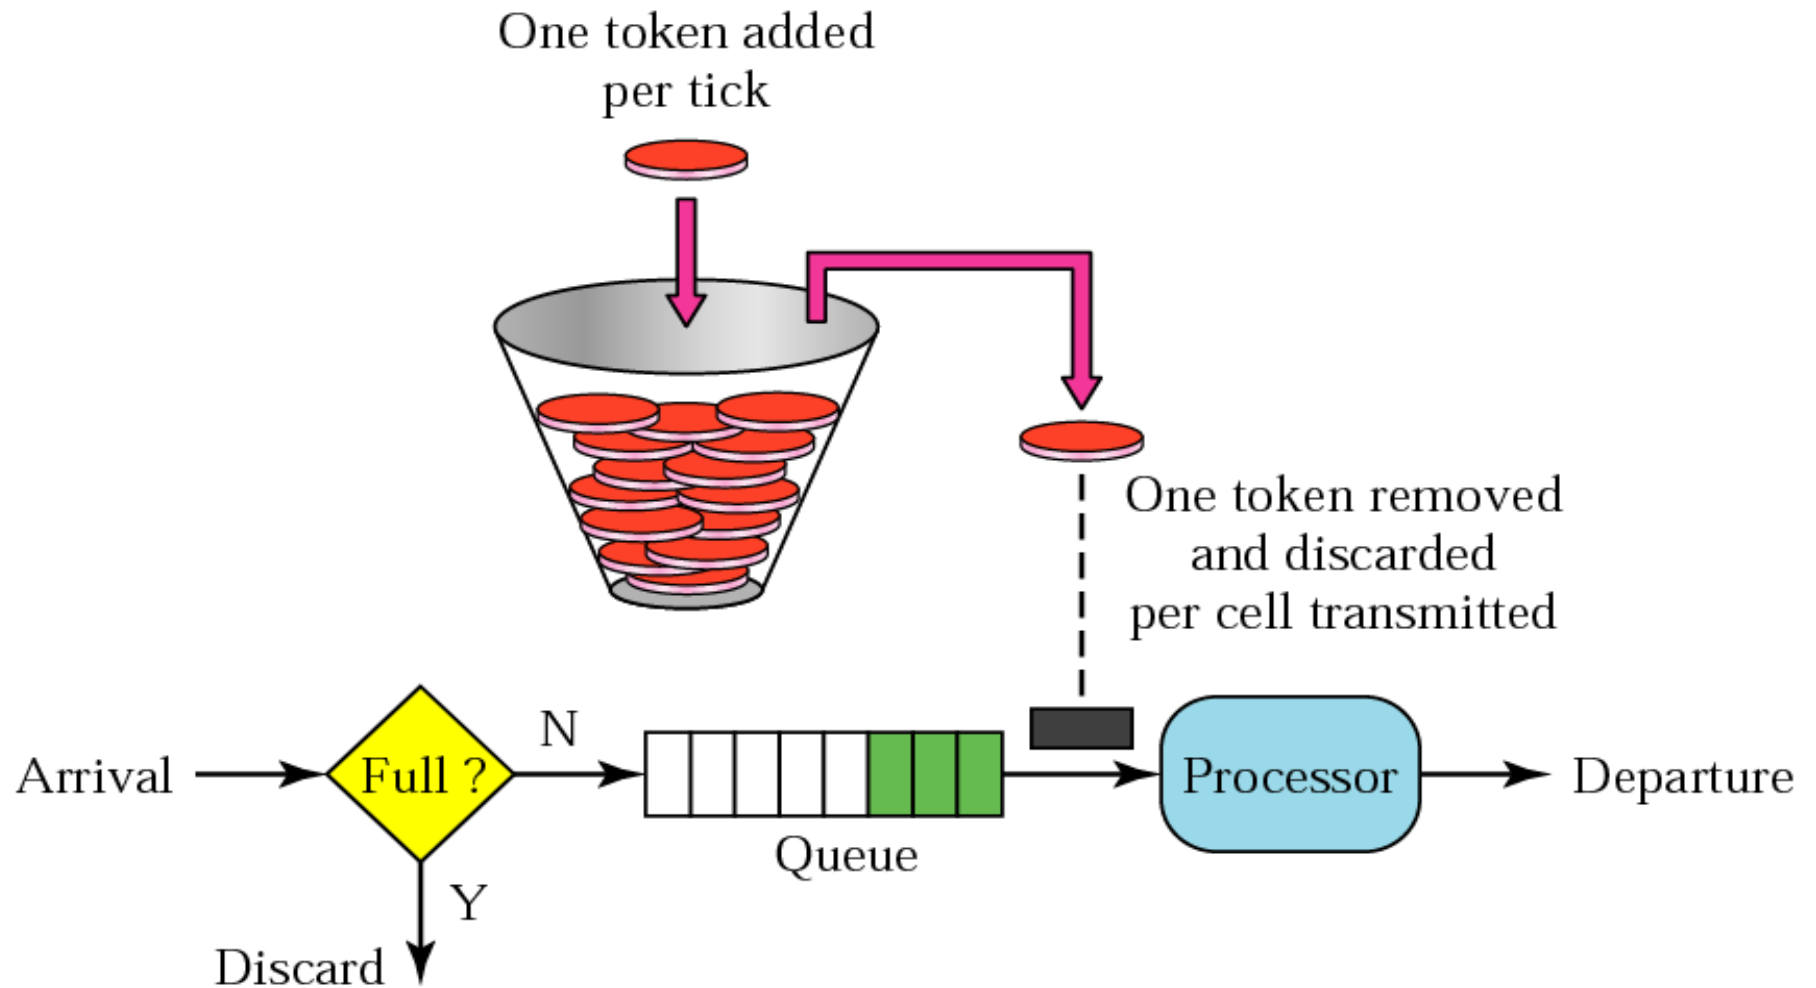 One token added
per tick
One token removed
and discarded
per cell transmitted
N
Arrival
Full ?
Processor
Departure
Queue
Y
Discard